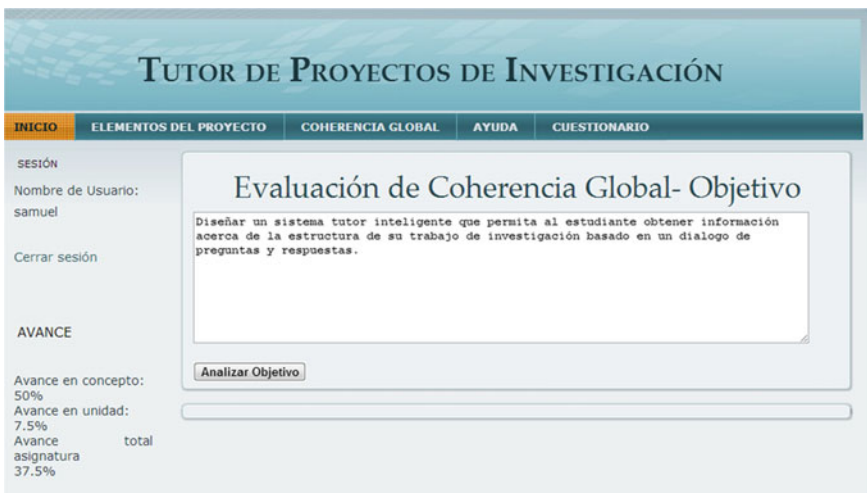 TUTOR DE PROYECTOS DE INVESTIGACIÓN
INICIO ELEMENTOS DEL PROYECTO COHERENCIA GLOBAL AYUDA CUESTIONARIO
SESIÓN
Nombre de Usuario:
samuel
Cerrar sesión
AVANCE
Avance en concepto:
50%
Avance en unidad:
7.5%
Avance total
asignatura
37.5%
Evaluación de Coherencia Global- Objetivo
Diseñar un sistema tutor inteligente que permita al estudiante obtener información
acerca de la estructura de su trabajo de investigación basado en un dialogo de
preguntas y respuestas.
Analizar Objetivo